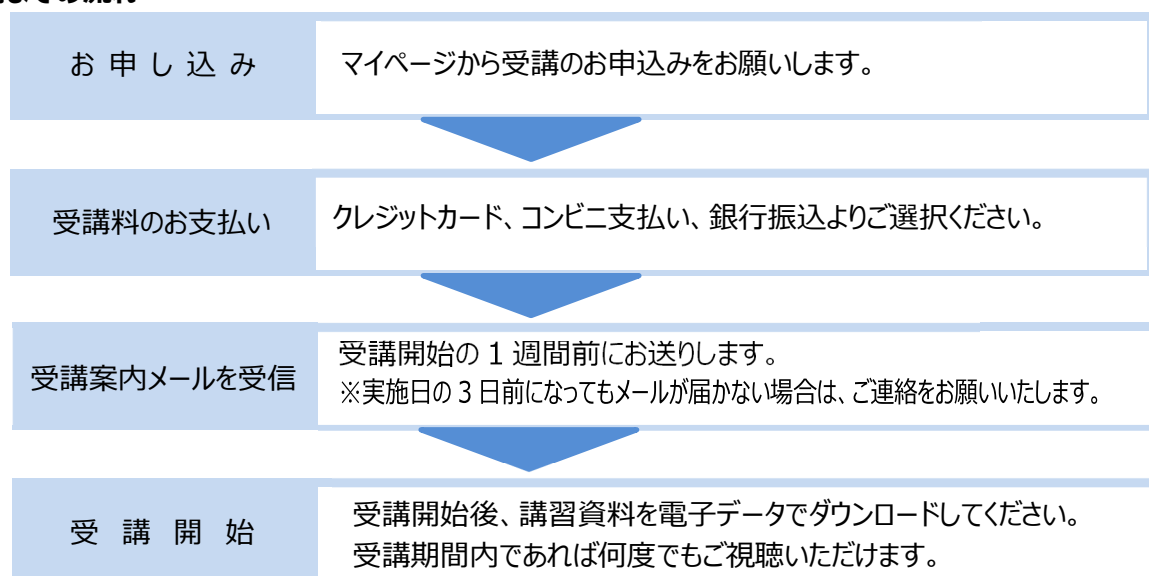 お申し込み
マイページから受講のお申込みをお願いします。
受講料のお支払い
クレジットカード、コンビニ支払い、銀行振込よりご選択ください。
受講案内メールを受信
受講開始の1週間前にお送りします。
※実施日の3日前になってもメールが届かない場合は、ご連絡をお願いいたします。
受講開始
受講開始後、講習資料を電子データでダウンロードしてください。
受講期間内であれば何度でもご視聴いただけます。